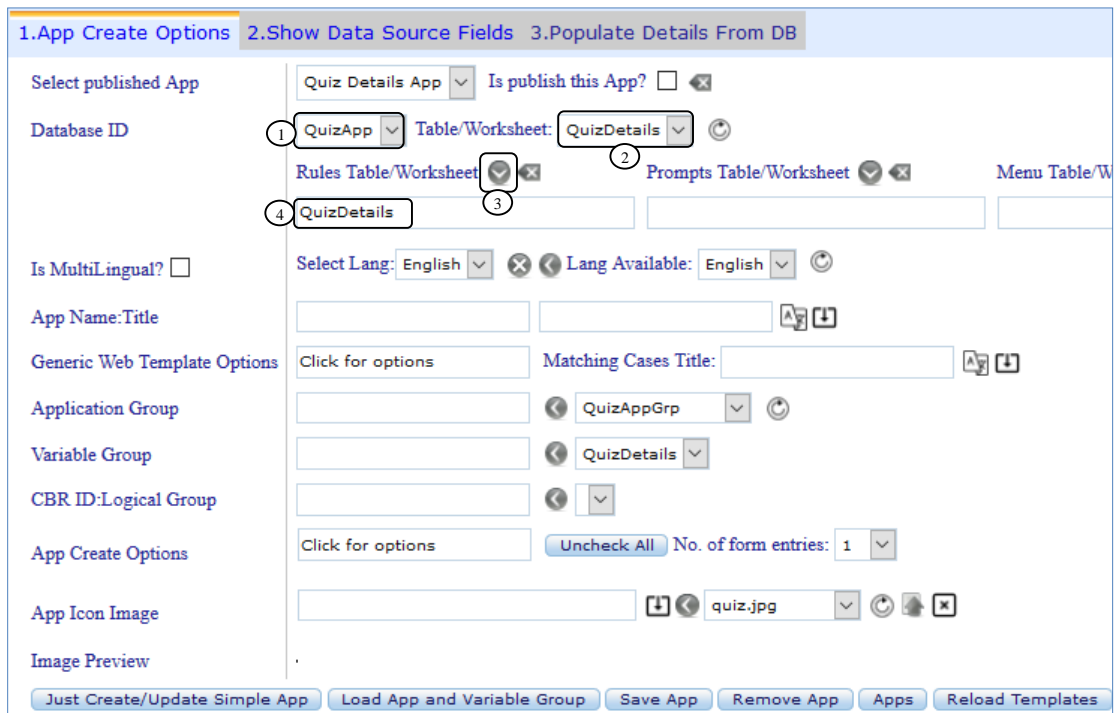 1.App Create Options 2.Show Data Source Fields 3.Populate Details From DB
Select published App Quiz Details App Is publish this App?
Database ID 1 QuizApp Table/Worksheet: QuizDetails
2
Rules Table/Worksheet Prompts Table/Worksheet Menu Table/W
3
4 QuizDetails
Is MultiLingual? Select Lang: English Lang Available: English
App Name:Title
Generic Web Template Options Click for options Matching Cases Title:
Application Group QuizAppGrp
Variable Group QuizDetails
CBR ID:Logical Group
App Create Options Click for options Uncheck All No. of form entries: 1
App Icon Image quiz.jpg
Image Preview .
Just Create/Update Simple App Load App and Variable Group Save App Remove App Apps Reload Templates